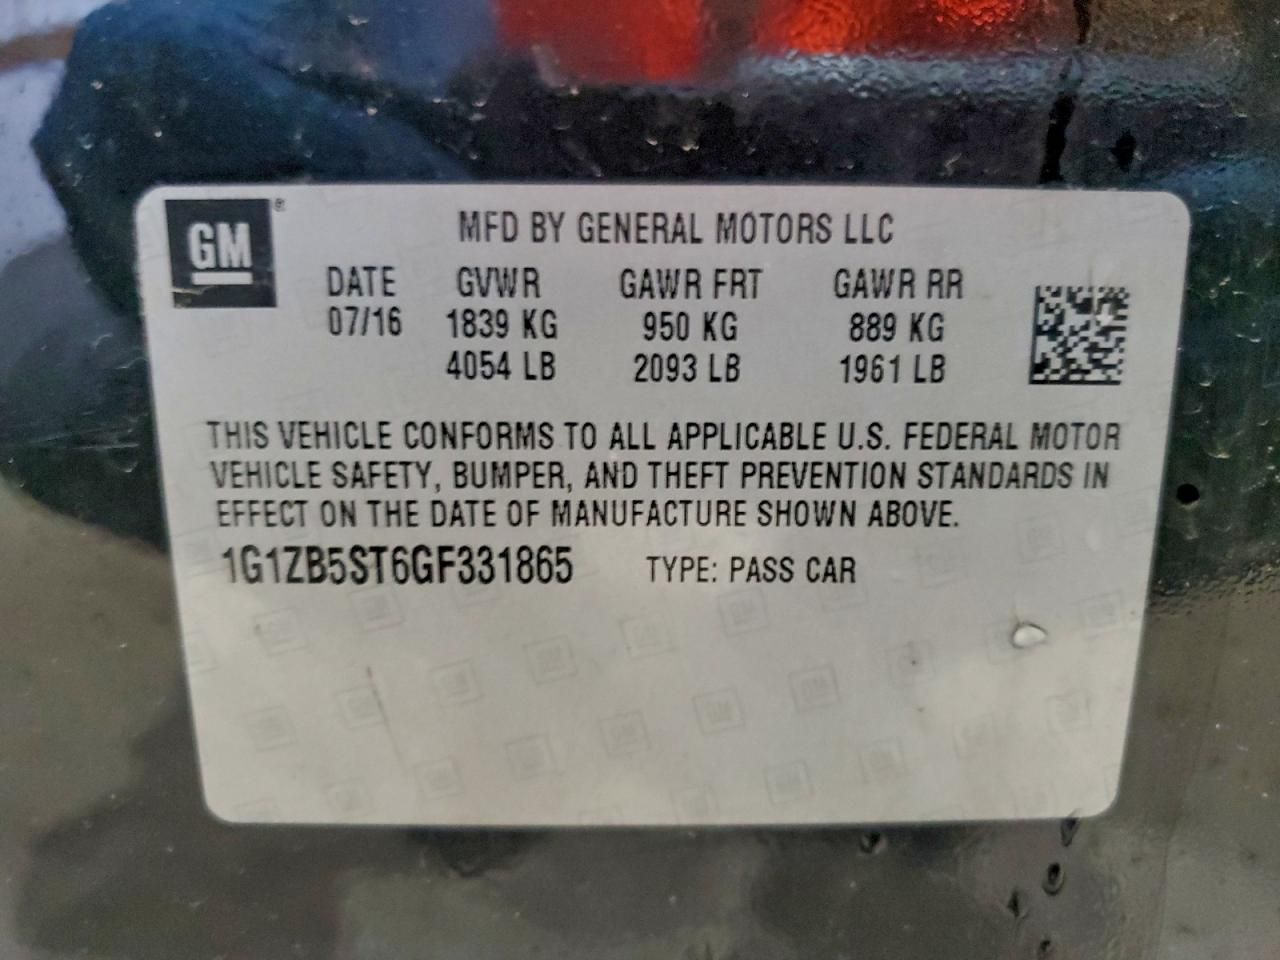 GM ®
MFD BY GENERAL MOTORS LLC
DATE GVWR GAWR FRT GAWR RR
07/16 1839 KG 950 KG 889 KG
4054 LB 2093 LB 1961 LB
THIS VEHICLE CONFORMS TO ALL APPLICABLE U.S. FEDERAL MOTOR
VEHICLE SAFETY, BUMPER, AND THEFT PREVENTION STANDARDS IN
EFFECT ON THE DATE OF MANUFACTURE SHOWN ABOVE.
1G1ZB5ST6GF331865 TYPE: PASS CAR